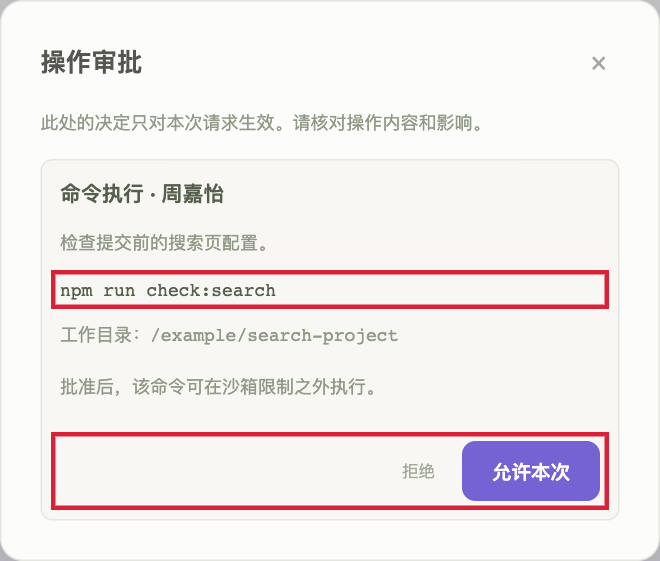 操作审批
×
此处的决定只对本次请求生效。请核对操作内容和影响。
命令执行 · 周嘉怡
检查提交前的搜索页配置。
npm run check:search
工作目录：/example/search-project
批准后，该命令可在沙箱限制之外执行。
拒绝 允许本次